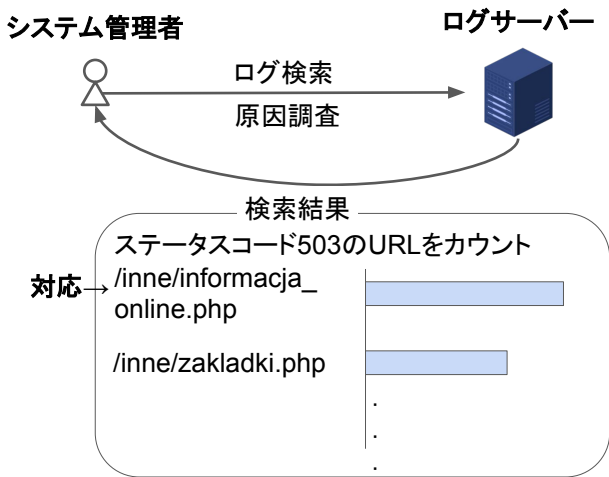 システム管理者
ログサーバー
ログ検索
原因調査
検索結果
ステータスコード503のURLをカウント
対応→
/inne/informacja_
online.php
/inne/zakladki.php
.
.
.